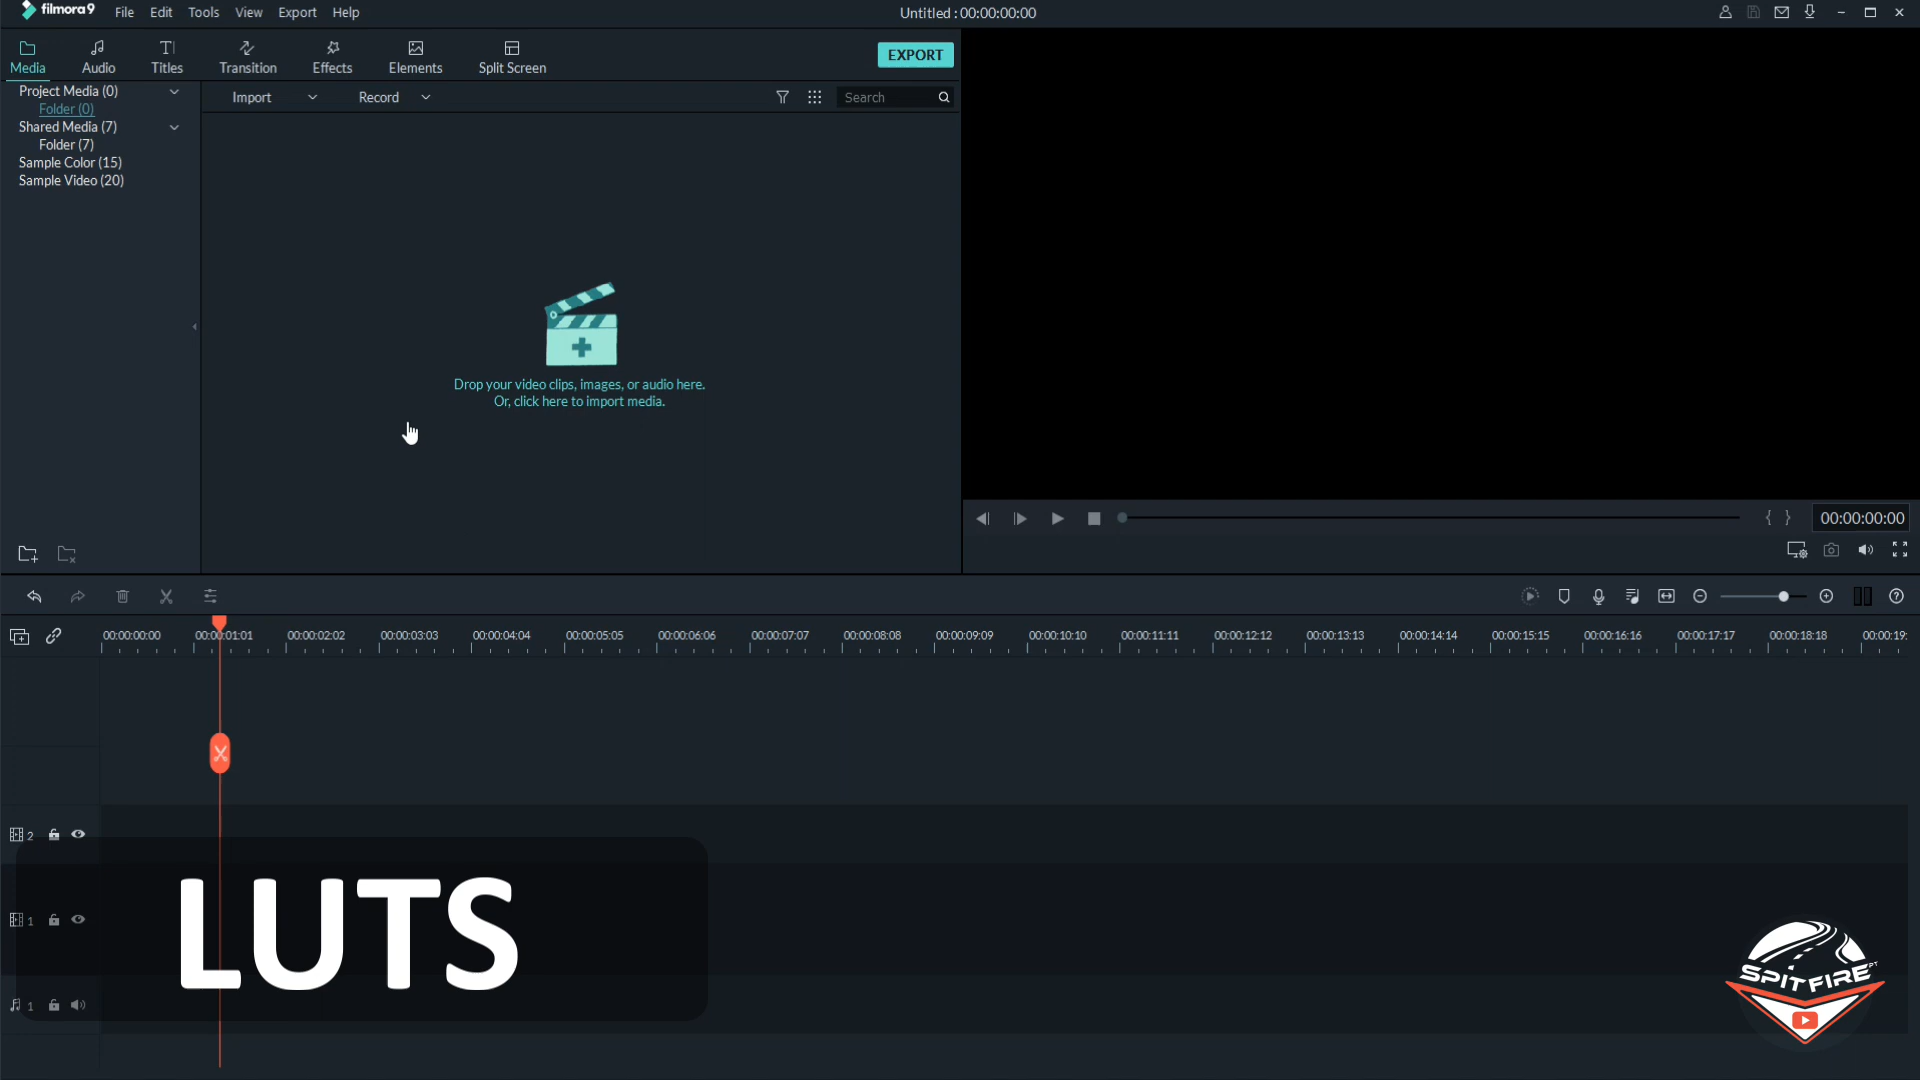 filmora9 File Edit Tools View Export Help Untitled : 00:00:00:00
Media Audio Titles Transition Effects Elements Split Screen EXPORT
Project Media (0)
Folder (0)
Shared Media (7)
Folder (7)
Sample Color (15)
Sample Video (20)
Import Record Search
Drop your video clips, images, or audio here.
Or, click here to import media.
{ } 00:00:00:00
00:00:00:00 00:00:01:01 00:00:02:02 00:00:03:03 00:00:04:04 00:00:05:05 00:00:06:06 00:00:07:07 00:00:08:08 00:00:09:09 00:00:10:10 00:00:11:11 00:00:12:12 00:00:13:13 00:00:14:14 00:00:15:15 00:00:16:16 00:00:17:17 00:00:18:18 00:00:19:
2
1
1
LUTS
SPITFIRE PT